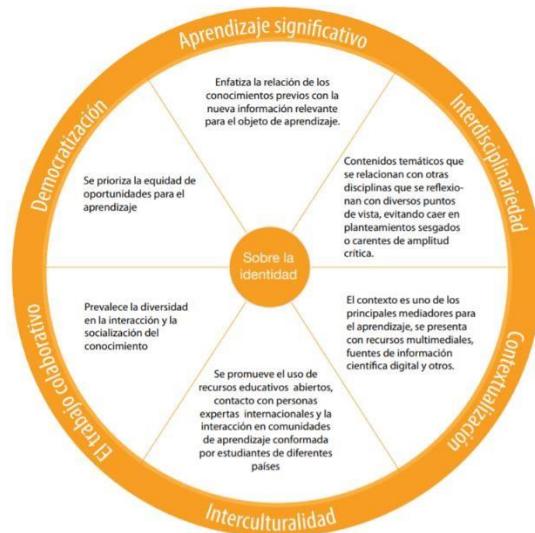 Aprendizaje significativo
Enfatiza la relación de los
conocimientos previos con la
nueva información relevante
para el objeto de aprendizaje.
Interdisciplinariedad
Contenidos temáticos que
se relacionan con otras
disciplinas que se reflexio-
nan con diversos puntos
de vista, evitando caer en
planteamientos sesgados
o carentes de amplitud
crítica.
Contextualización
El contexto es uno de los
principales mediadores para
el aprendizaje, se presenta
con recursos multimediales,
fuentes de información
científica digital y otros.
Interculturalidad
Se promueve el uso de
recursos educativos abiertos,
contacto con personas
expertas internacionales y la
interacción en comunidades
de aprendizaje conformada
por estudiantes de diferentes
países
El trabajo colaborativo
Prevalece la diversidad
en la interacción y la
socialización del
conocimiento
Democratización
Se prioriza la equidad de
oportunidades para el
aprendizaje
Sobre la
identidad